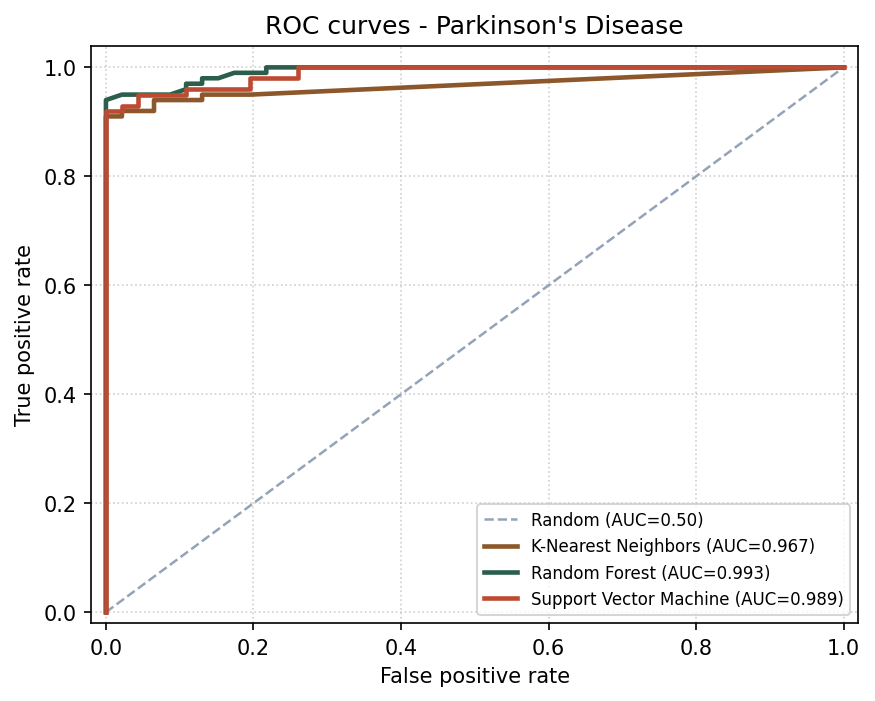 ROC curves - Parkinson's Disease
1.0
0.8
0.6
0.4
0.2
0.0
True positive rate
Random (AUC=0.50)
K-Nearest Neighbors (AUC=0.967)
Random Forest (AUC=0.993)
Support Vector Machine (AUC=0.989)
0.0 0.2 0.4 0.6 0.8 1.0
False positive rate